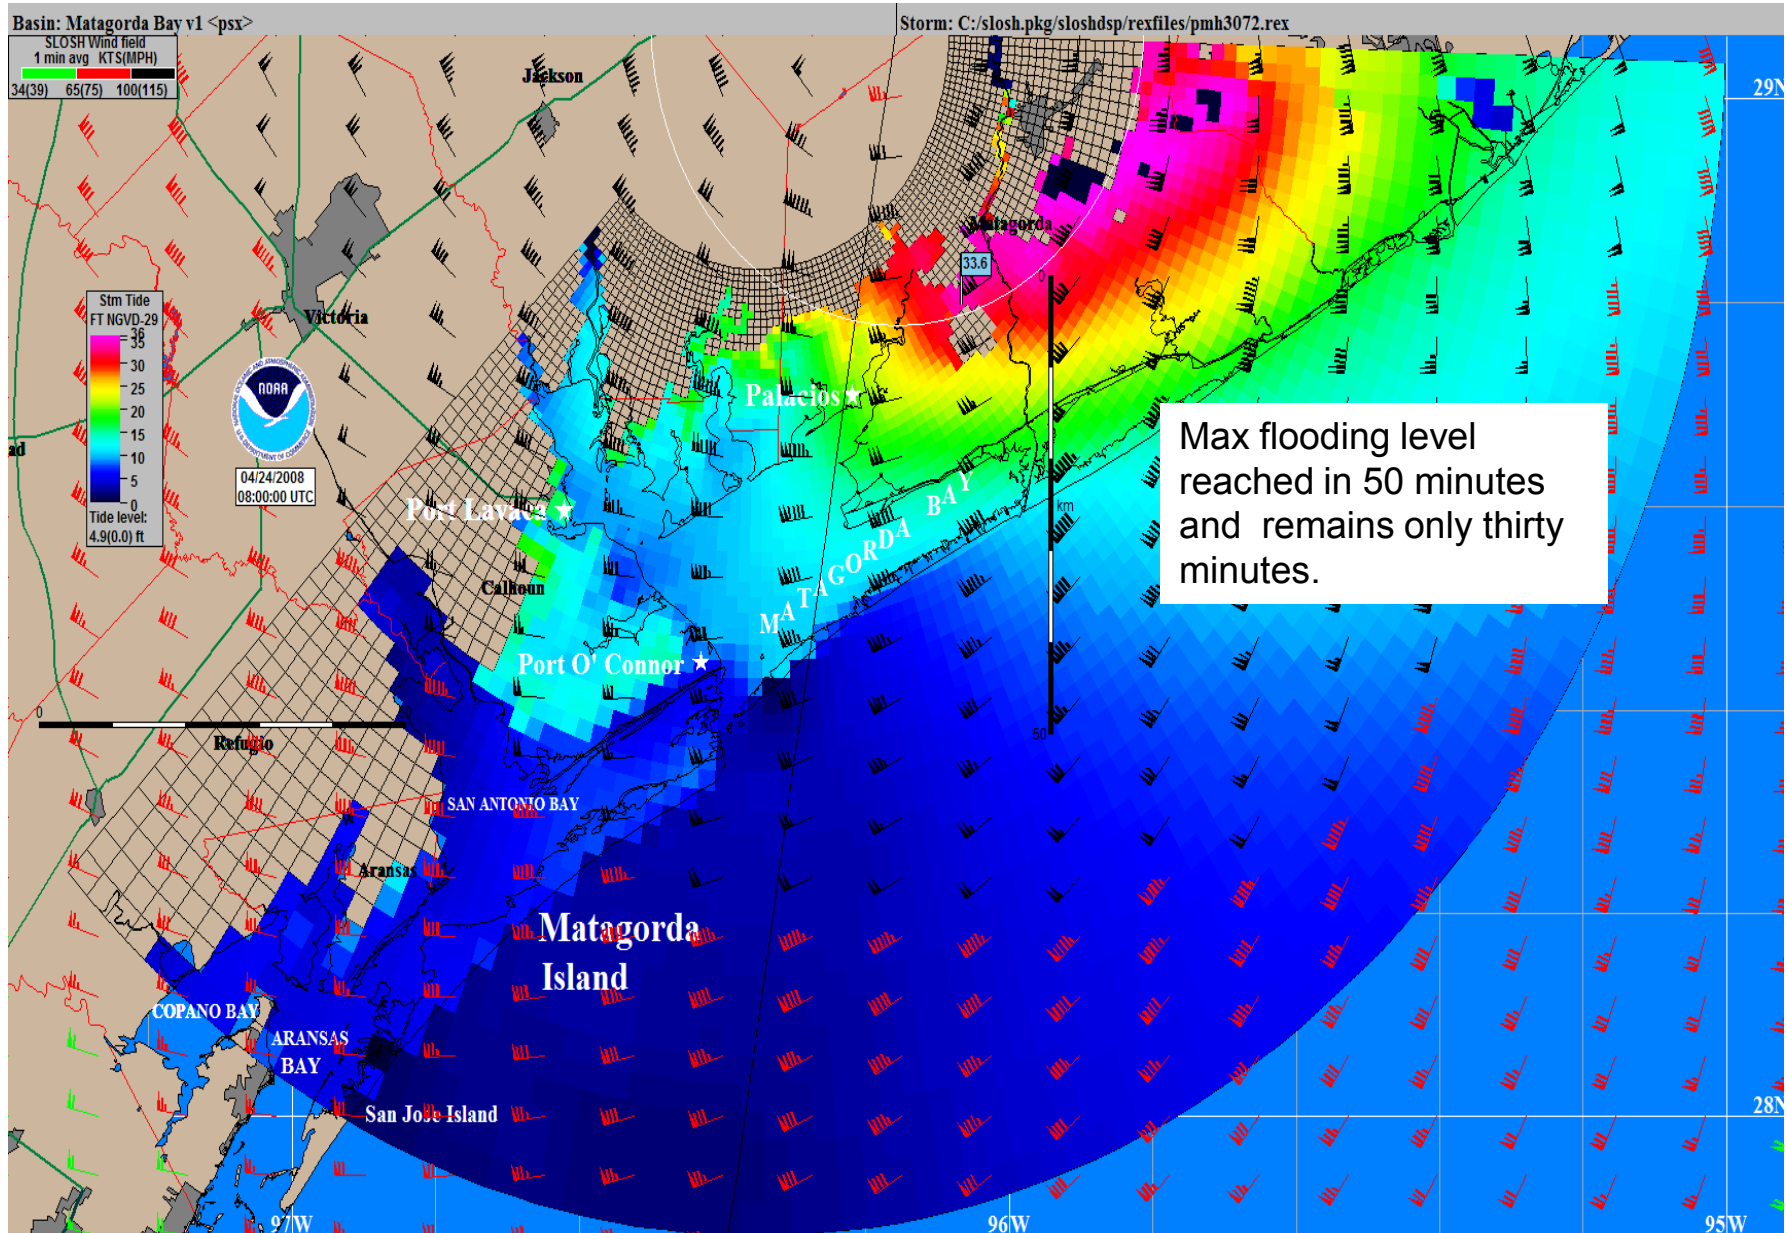 Basin: Matagorda Bay v1 <psx>
Storm: C:/slosh.pkg/sloshdsp/rexfiles/pmh3072.rex
SLOSH Wind field
1 min avg KTS(MPH)
34(39) 65(75) 100(115)
Jackson
29N
Matagorda
33.6
0
Stm Tide
FT NGVD-29
36
35
30
25
20
15
10
5
0
Tide level:
4.9(0.0) ft
Victoria
NOAA
04/24/2008
08:00:00 UTC
ad
Palacios
Max flooding level
reached in 50 minutes
and remains only thirty
minutes.
Port Lavaca
km
MATAGORDA BAY
Calhoun
Port O' Connor
0
50
Refugio
SAN ANTONIO BAY
Aransas
Matagorda
Island
COPANO BAY
ARANSAS
BAY
San Jose Island
28N
97W
96W
95W